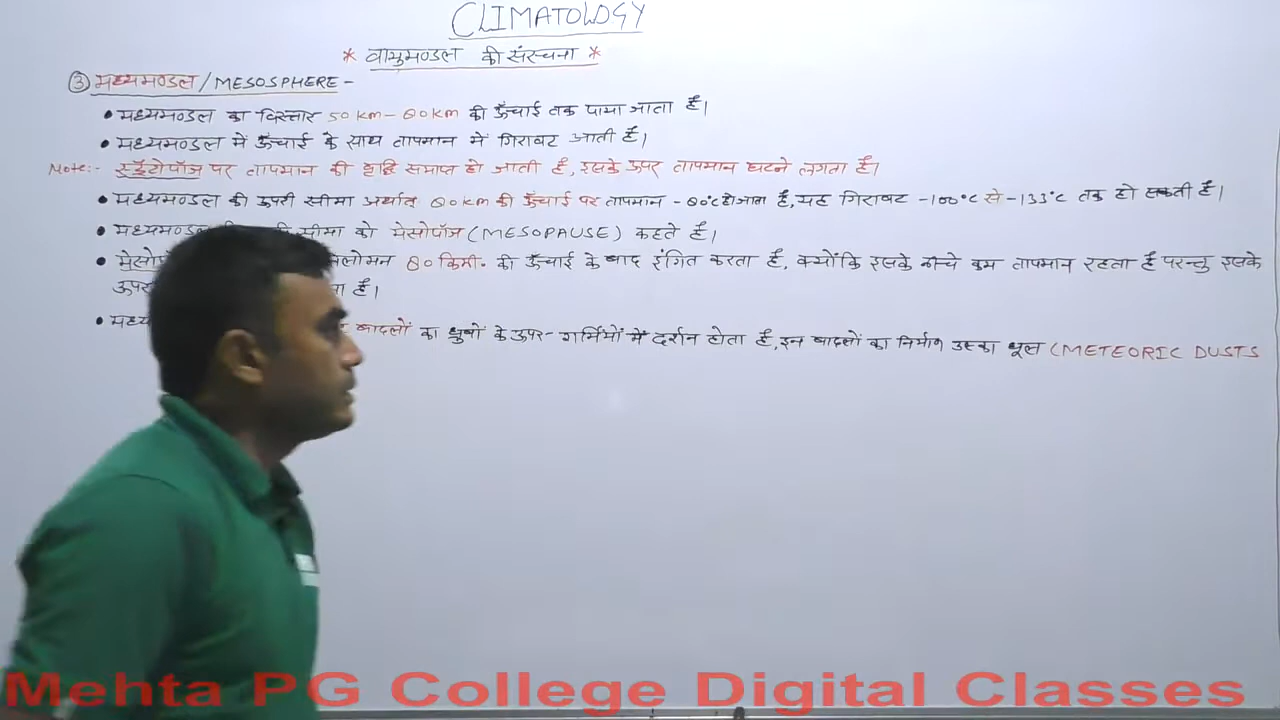 CLIMATOLOGY
* वायुमण्डल की संरचना *
③ मध्यमण्डल / MESOSPHERE -
• मध्यमण्डल का विस्तार 50 km - 80 km की ऊँचाई तक पाया जाता है।
• मध्यमण्डल में ऊँचाई के साथ तापमान में गिरावट आती है।
Note:- स्ट्रेटोपॉज पर तापमान की वृद्धि समाप्त हो जाती है, इसके ऊपर तापमान घटने लगता है।
• मध्यमण्डल की ऊपरी सीमा अर्थात 80 km की ऊँचाई पर तापमान -80°c हो जाता है, यह गिरावट -100°c से -133°c तक हो सकती है।
• मध्यमण्डल सीमा को मेसोपॉज (MESOPAUSE) कहते हैं।
• मेसोपॉ 80 किमी. की ऊँचाई के बाद इंगित करता है, क्योंकि इसके नीचे कम तापमान रहता है परन्तु इसके
ऊपर ता है।
• मध्य बादलों का ध्रुवों के ऊपर - गर्मियों में दर्शन होता है, इन बादलों का निर्माण उल्का धूल (METEORIC DUSTS
Mehta PG College Digital Classes